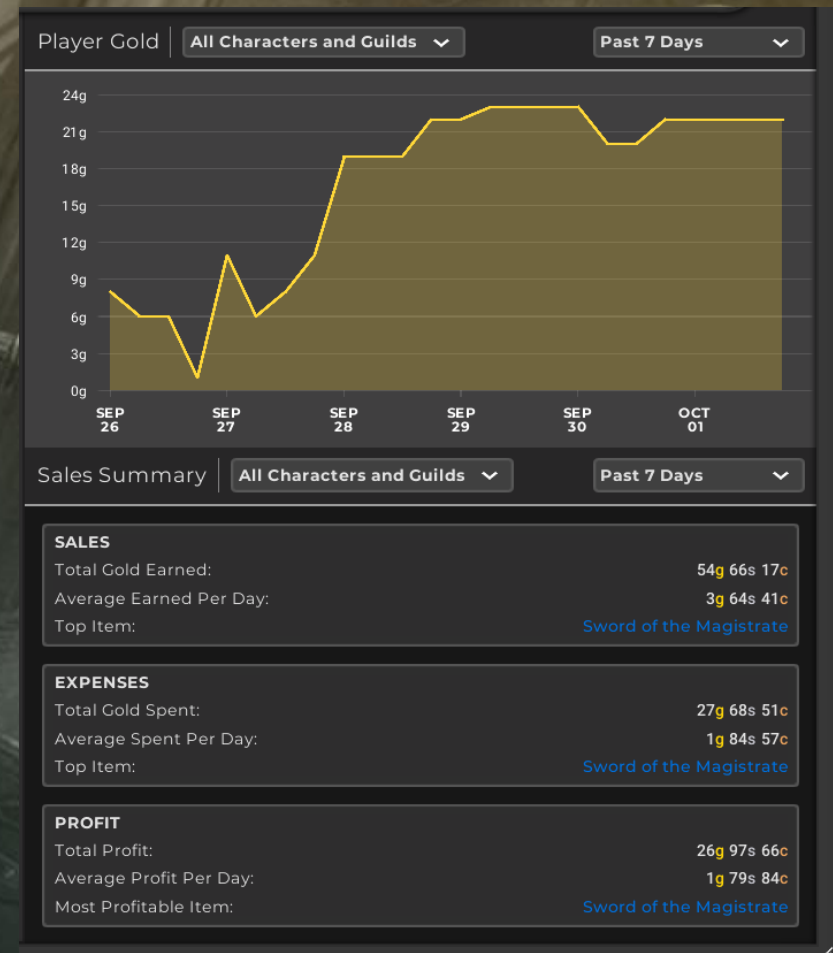 Player Gold All Characters and Guilds Past 7 Days
24g
21g
18g
15g
12g
9g
6g
3g
0g
SEP 26 SEP 27 SEP 28 SEP 29 SEP 30 OCT 01
Sales Summary All Characters and Guilds Past 7 Days
SALES
Total Gold Earned: 54g 66s 17c
Average Earned Per Day: 3g 64s 41c
Top Item: Sword of the Magistrate
EXPENSES
Total Gold Spent: 27g 68s 51c
Average Spent Per Day: 1g 84s 57c
Top Item: Sword of the Magistrate
PROFIT
Total Profit: 26g 97s 66c
Average Profit Per Day: 1g 79s 84c
Most Profitable Item: Sword of the Magistrate